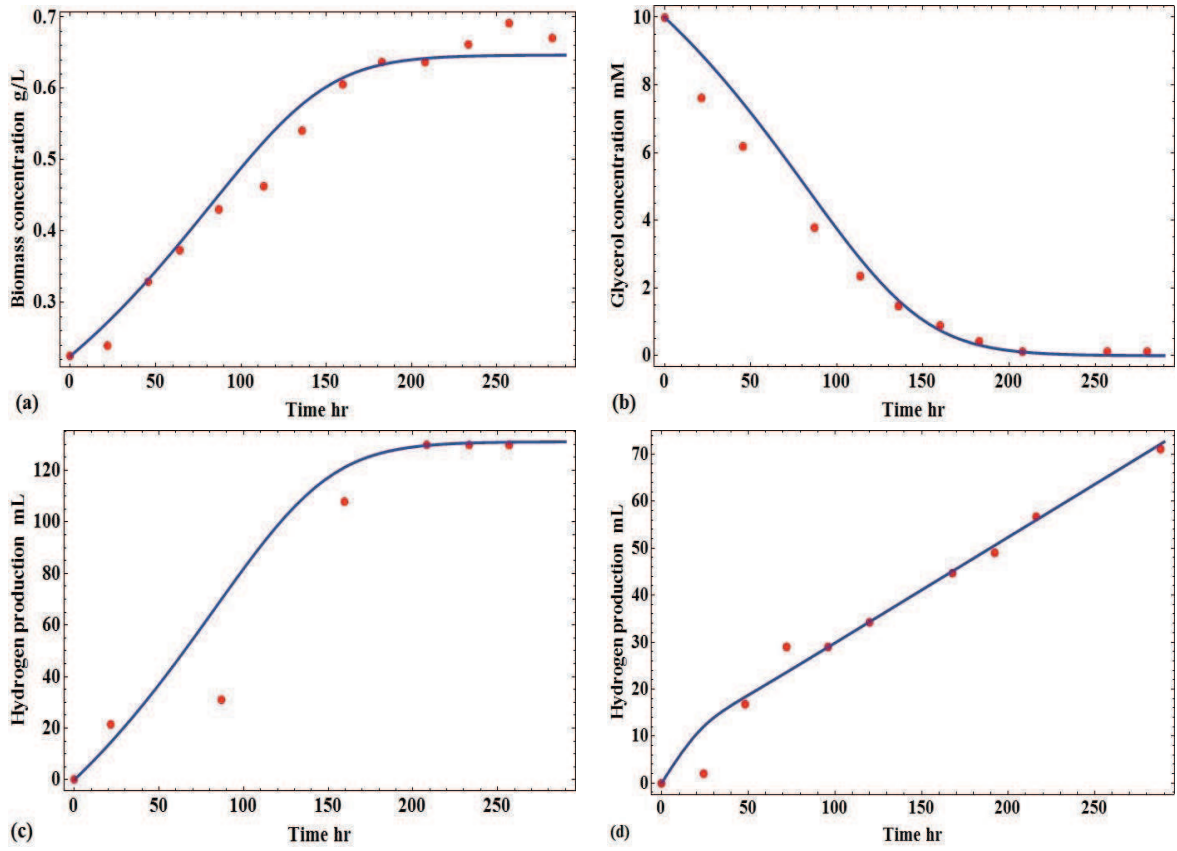 Biomass concentration g/L
0.7
0.6
0.5
0.4
0.3
0 50 100 150 200 250
(a)
Time hr
Glycerol concentration mM
10
8
6
4
2
0
0 50 100 150 200 250
(b)
Time hr
Hydrogen production mL
120
100
80
60
40
20
0
0 50 100 150 200 250
(c)
Time hr
Hydrogen production mL
70
60
50
40
30
20
10
0
0 50 100 150 200 250
(d)
Time hr